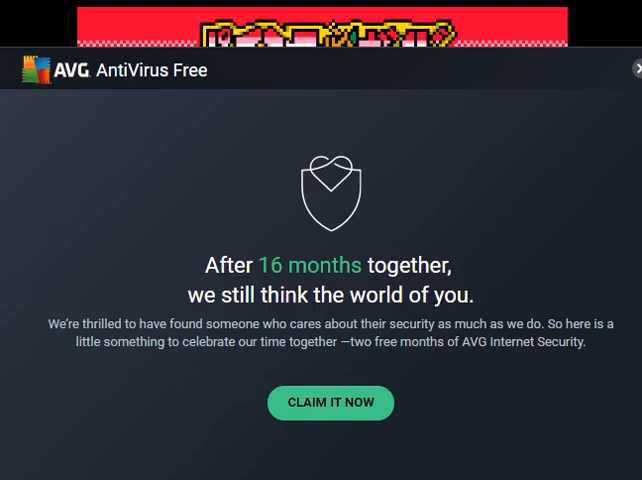 AVG AntiVirus Free
After 16 months together,
we still think the world of you.
We're thrilled to have found someone who cares about their security as much as we do. So here is a
little something to celebrate our time together —two free months of AVG Internet Security.
CLAIM IT NOW